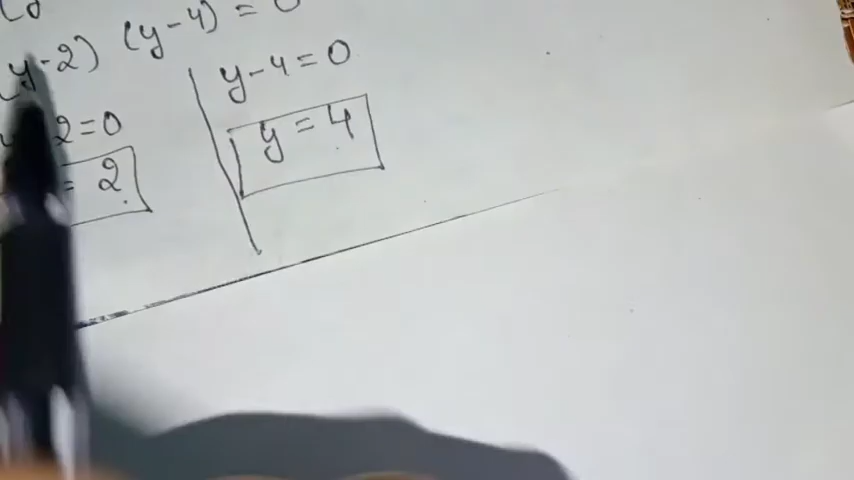 (y
(y-2) (y-4) = 0
2=0
y-4=0
= 2
y = 4